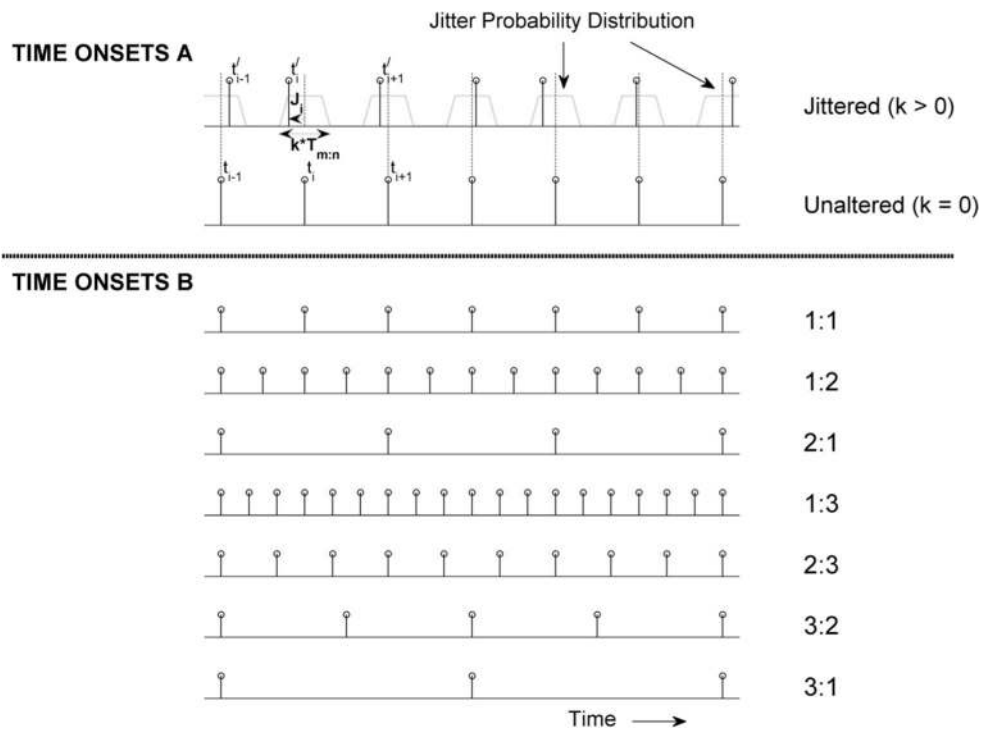 Jitter Probability Distribution
TIME ONSETS A
t′i-1 t′i t′i+1
Ji
Jittered (k > 0)
k*Tm:n
ti-1 ti ti+1
Unaltered (k = 0)
TIME ONSETS B
1:1
1:2
2:1
1:3
2:3
3:2
3:1
Time